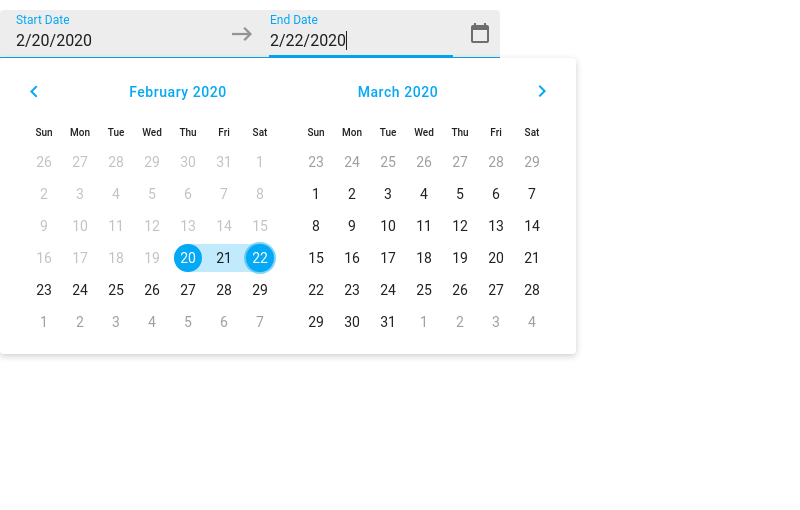 Start Date
End Date
2/20/2020
2/22/2020
February 2020
March 2020
Sun Mon Tue Wed Thu Fri Sat
Sun Mon Tue Wed Thu Fri Sat
26 27 28 29 30 31 1
23 24 25 26 27 28 29
2 3 4 5 6 7 8
1 2 3 4 5 6 7
9 10 11 12 13 14 15
8 9 10 11 12 13 14
16 17 18 19 20 21 22
15 16 17 18 19 20 21
23 24 25 26 27 28 29
22 23 24 25 26 27 28
1 2 3 4 5 6 7
29 30 31 1 2 3 4